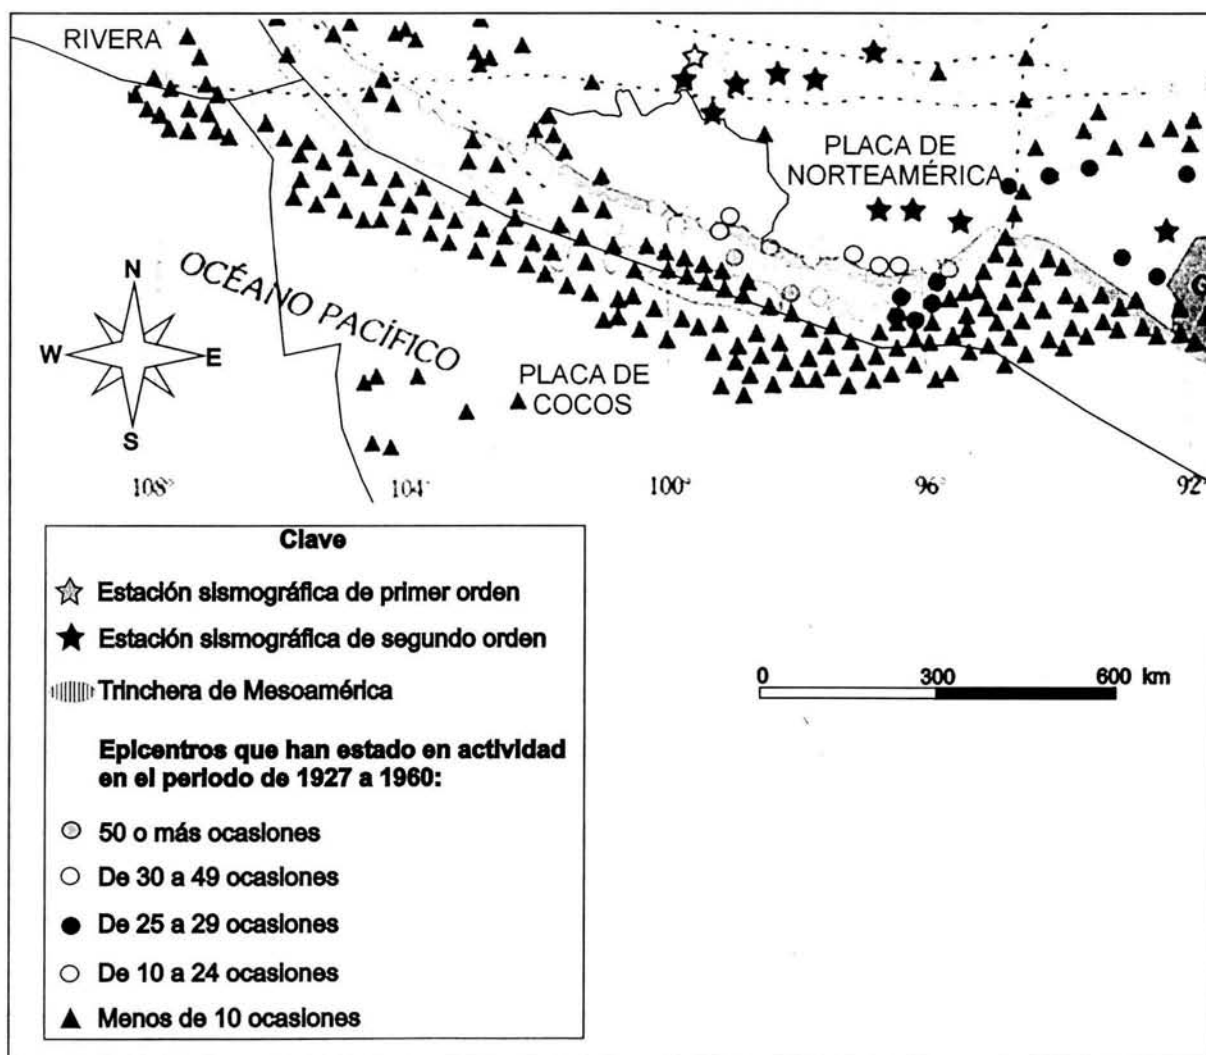 RIVERA
PLACA DE
NORTEAMÉRICA
OCÉANO PACÍFICO
N
W
E
S
PLACA DE
COCOS
108°
104°
100°
96°
92°
Clave
Estación sismográfica de primer orden
Estación sismográfica de segundo orden
Trinchera de Mesoamérica
0 300 600 km
Epicentros que han estado en actividad
en el periodo de 1927 a 1960:
50 o más ocasiones
De 30 a 49 ocasiones
De 25 a 29 ocasiones
De 10 a 24 ocasiones
Menos de 10 ocasiones